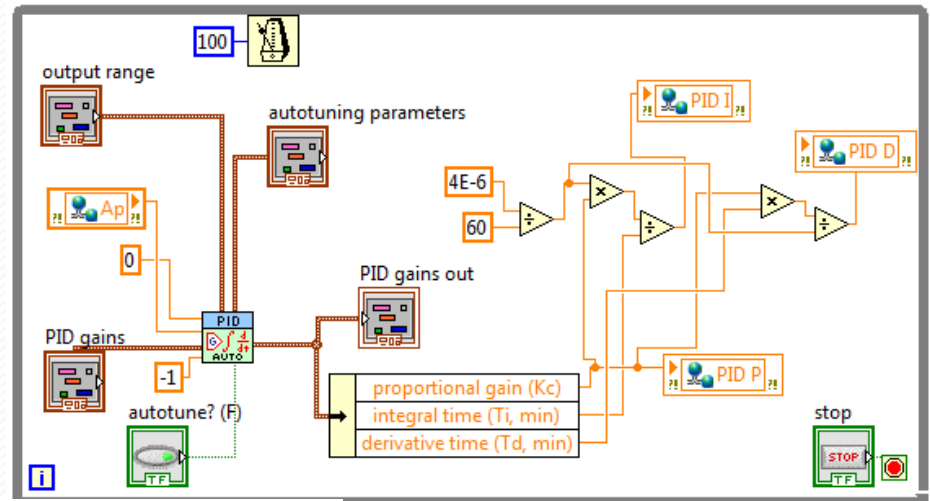 100
output range
autotuning parameters
PID I
PID D
4E-6
Ap
60
0
PID gains out
PID
AUTO
PID gains
-1
proportional gain (Kc)
PID P
integral time (Ti, min)
derivative time (Td, min)
autotune? (F)
TF
stop
STOP
TF
i